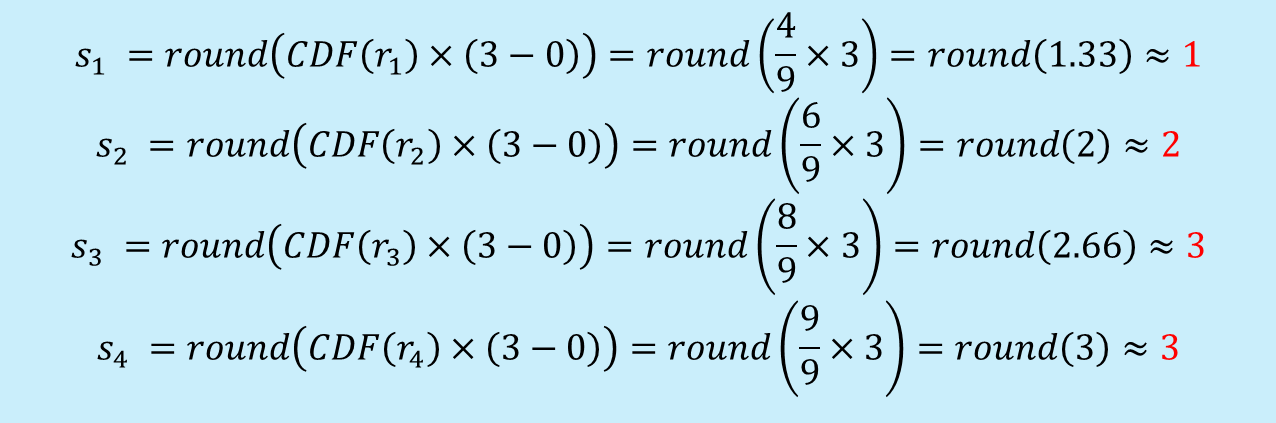 s₁ = round(CDF(r₁) × (3 − 0)) = round(4/9 × 3) = round(1.33) ≈ 1
s₂ = round(CDF(r₂) × (3 − 0)) = round(6/9 × 3) = round(2) ≈ 2
s₃ = round(CDF(r₃) × (3 − 0)) = round(8/9 × 3) = round(2.66) ≈ 3
s₄ = round(CDF(r₄) × (3 − 0)) = round(9/9 × 3) = round(3) ≈ 3